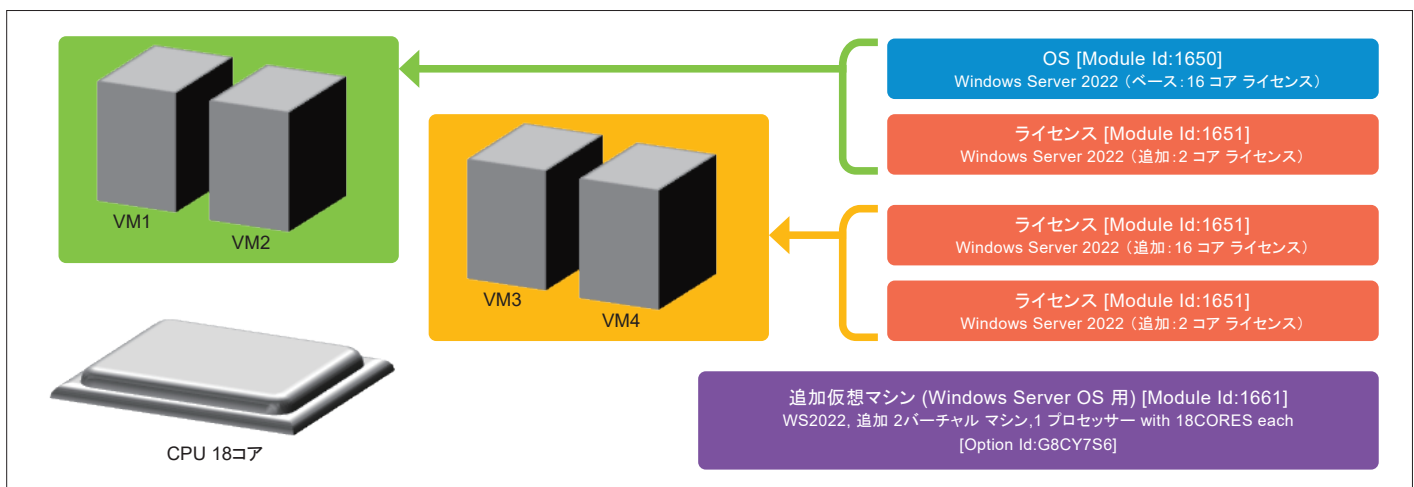 VM1
VM2
VM3
VM4
CPU 18コア
OS [Module Id:1650]
Windows Server 2022 (ベース:16 コア ライセンス)
ライセンス [Module Id:1651]
Windows Server 2022 (追加:2 コア ライセンス)
ライセンス [Module Id:1651]
Windows Server 2022 (追加:16 コア ライセンス)
ライセンス [Module Id:1651]
Windows Server 2022 (追加:2 コア ライセンス)
追加仮想マシン (Windows Server OS 用) [Module Id:1661]
WS2022, 追加 2バーチャル マシン,1 プロセッサー with 18CORES each
[Option Id:G8CY7S6]